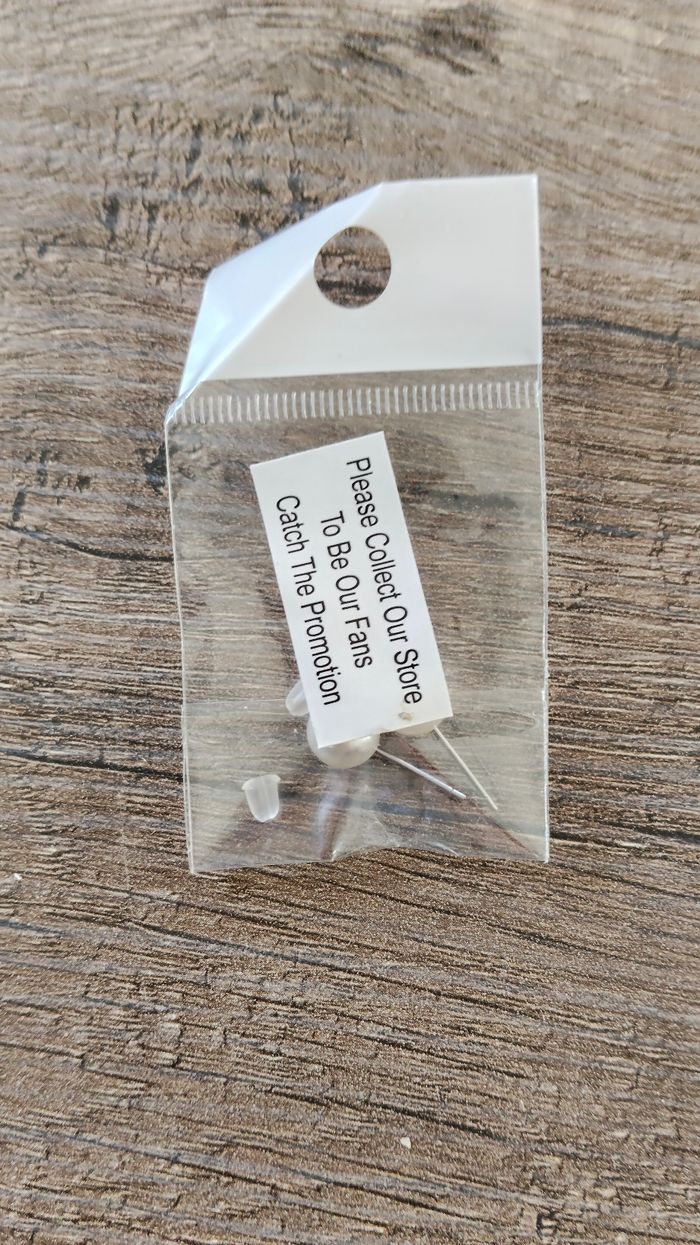 Please Collect Our Store
To Be Our Fans
Catch The Promotion